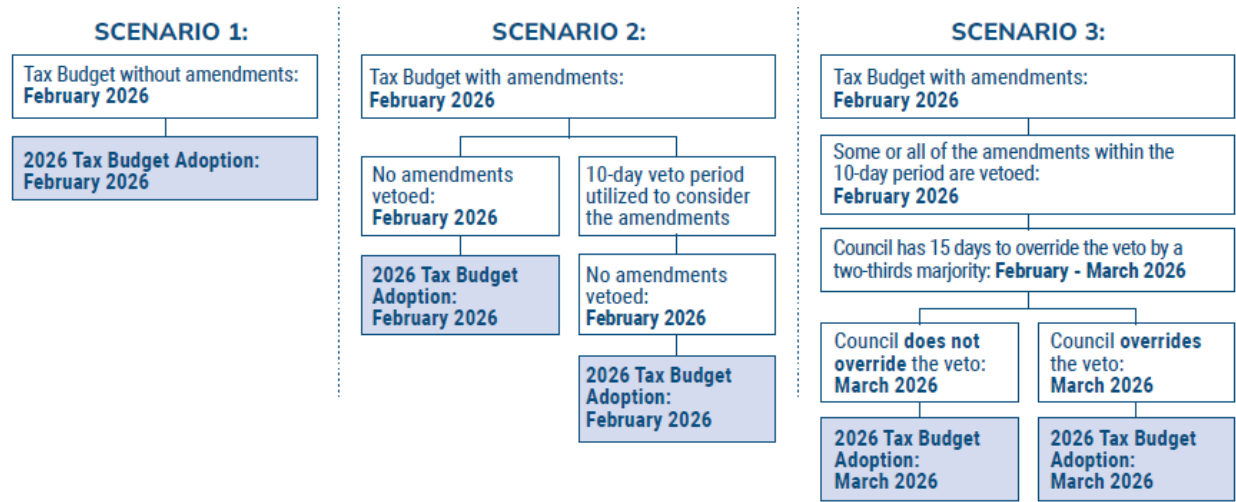 SCENARIO 1:
Tax Budget without amendments:
February 2026
2026 Tax Budget Adoption:
February 2026
SCENARIO 2:
Tax Budget with amendments:
February 2026
No amendments
vetoed:
February 2026
2026 Tax Budget
Adoption:
February 2026
10-day veto period
utilized to consider
the amendments
No amendments
vetoed:
February 2026
2026 Tax Budget
Adoption:
February 2026
SCENARIO 3:
Tax Budget with amendments:
February 2026
Some or all of the amendments within the
10-day period are vetoed:
February 2026
Council has 15 days to override the veto by a
two-thirds marjority: February - March 2026
Council does not
override the veto:
March 2026
2026 Tax Budget
Adoption:
March 2026
Council overrides
the veto:
March 2026
2026 Tax Budget
Adoption:
March 2026